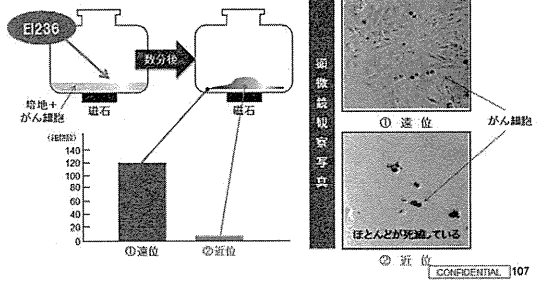 EI236
数分後
培地+
がん細胞
磁石
磁石
(細胞数)
140
120
100
80
60
40
20
0
①遠位
②近位
顕微鏡観察写真
① 遠 位
がん細胞
ほとんどが死滅している
② 近 位
CONFIDENTIAL
107